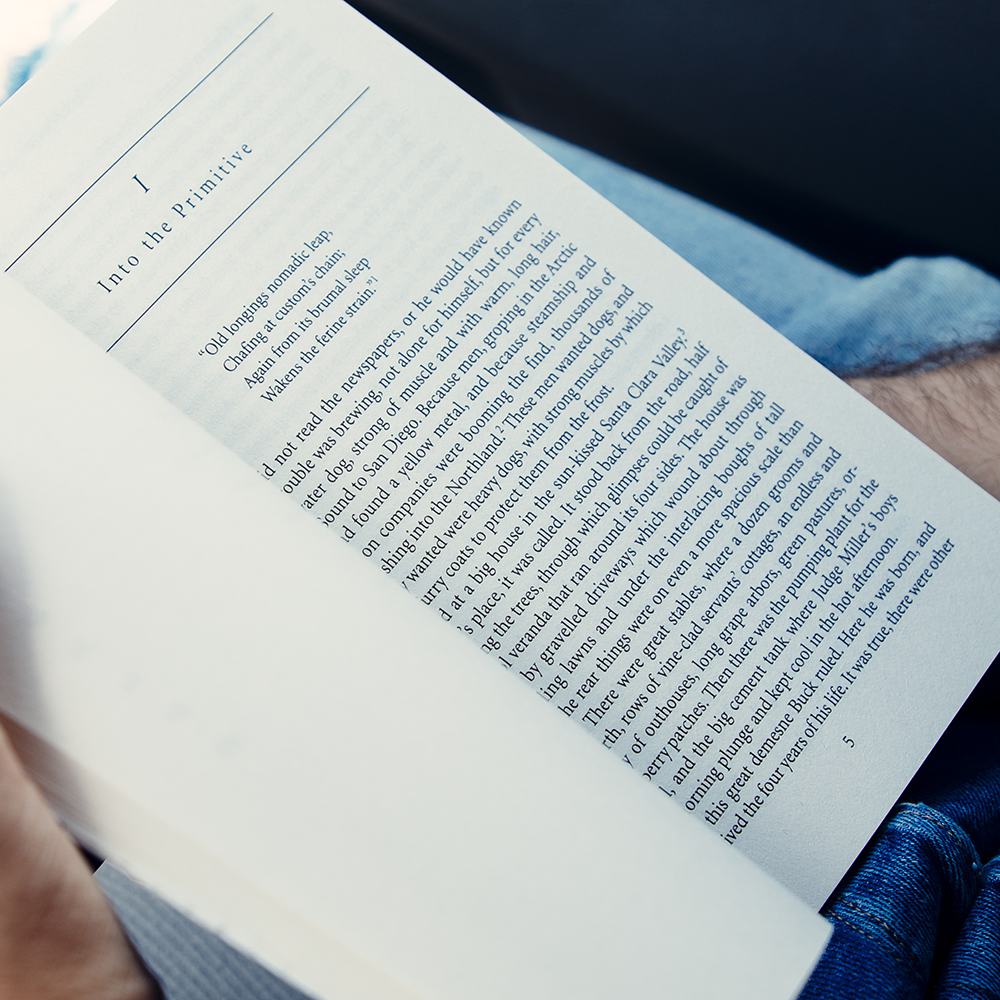 I
Into the Primitive
“Old longings nomadic leap,
Chafing at custom’s chain;
Again from its brumal sleep
Wakens the ferine strain.”1
d not read the newspapers, or he would have known
ouble was brewing, not alone for himself, but for every
ater dog, strong of muscle and with warm, long hair,
ound to San Diego. Because men, groping in the Arctic
found a yellow metal, and because steamship and
on companies were booming the find, thousands of
shing into the Northland.2 These men wanted dogs, and
wanted were heavy dogs, with strong muscles by which
urry coats to protect them from the frost.
d at a big house in the sun-kissed Santa Clara Valley.3
s place, it was called. It stood back from the road, half
ng the trees, through which glimpses could be caught of
l veranda that ran around its four sides. The house was
by gravelled driveways which wound about through
ing lawns and under the interlacing boughs of tall
he rear things were on even a more spacious scale than
There were great stables, where a dozen grooms and
rth, rows of vine-clad servants’ cottages, an endless and
y of outhouses, long grape arbors, green pastures, or-
berry patches. Then there was the pumping plant for the
l, and the big cement tank where Judge Miller’s boys
orning plunge and kept cool in the hot afternoon.
this great demesne Buck ruled. Here he was born, and
ived the four years of his life. It was true, there were other
5